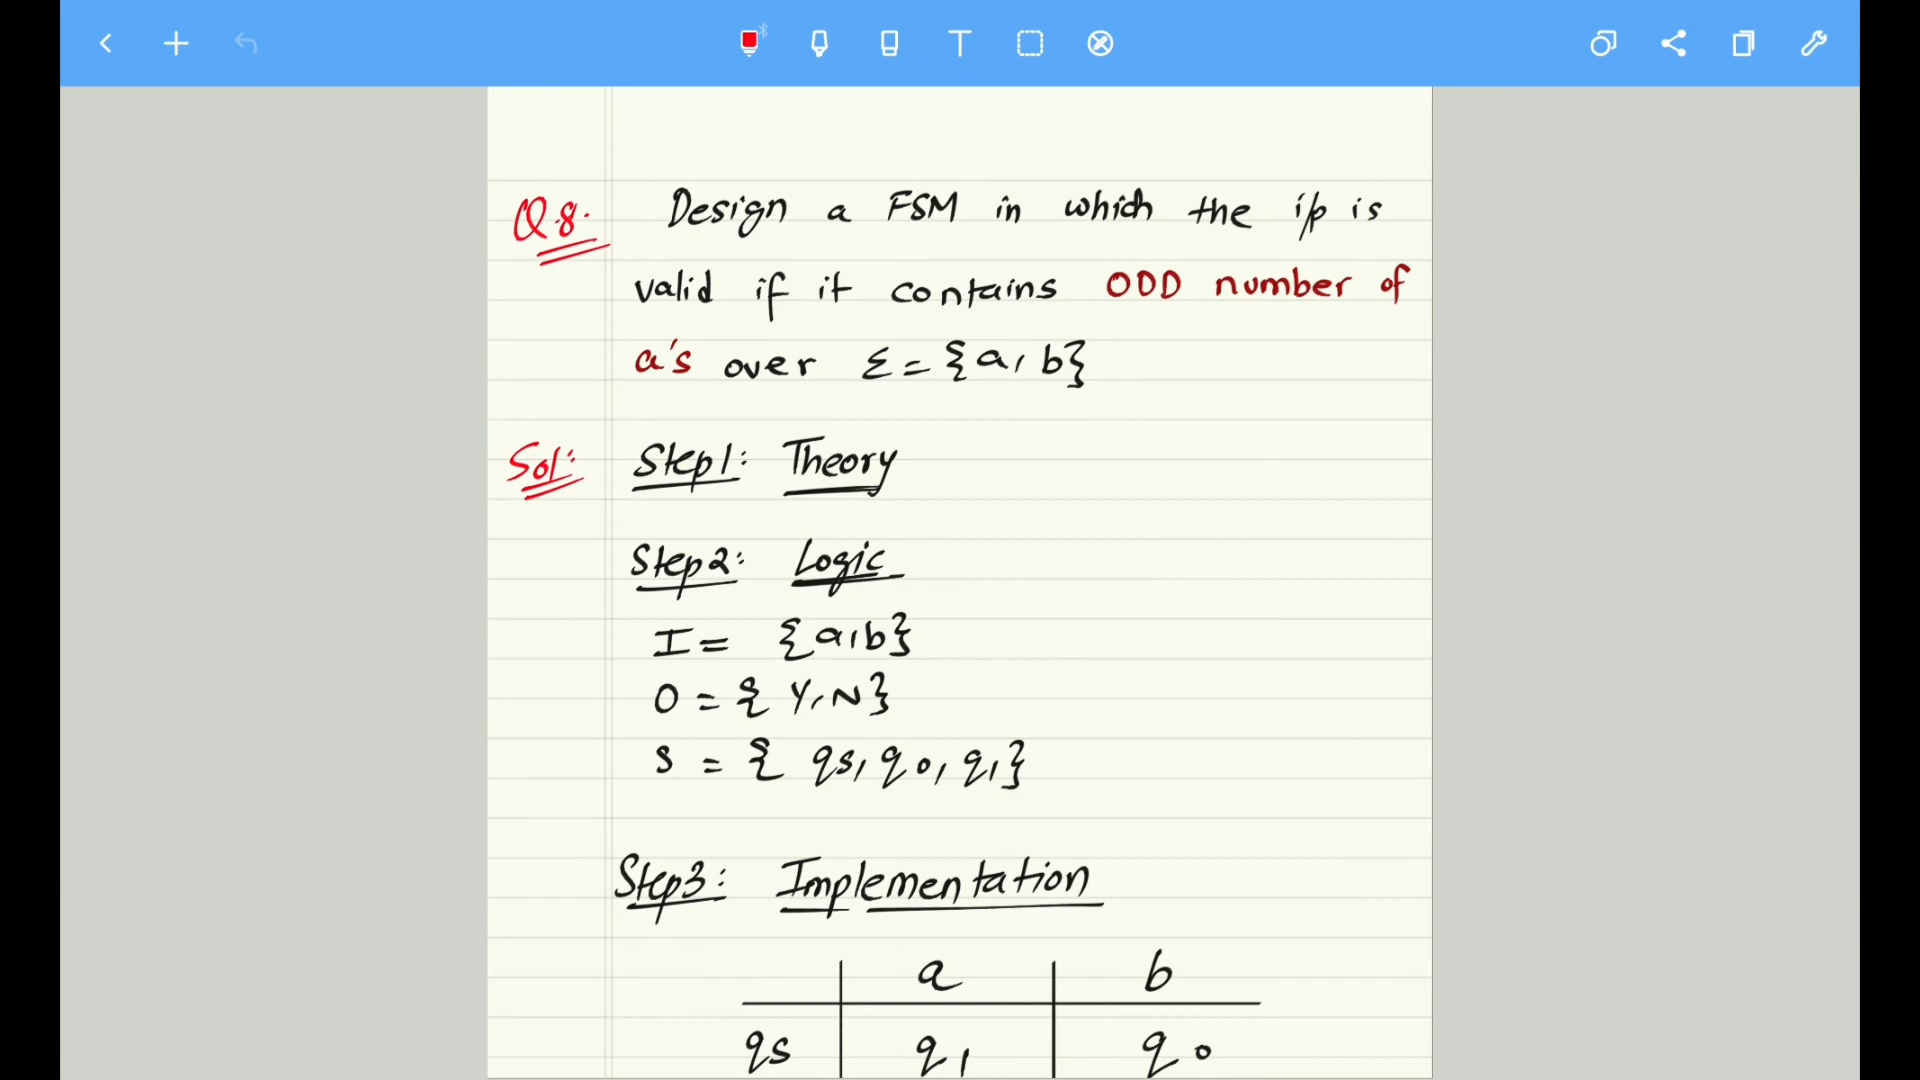 Q8. Design a FSM in which the i/p is
valid if it contains ODD number of
a's over Σ = {a, b}
Sol: Step1: Theory
Step2: Logic
I = {a, b}
O = { Y, N}
S = { qs, q0, q1}
Step3: Implementation
a b
qs q1 q0